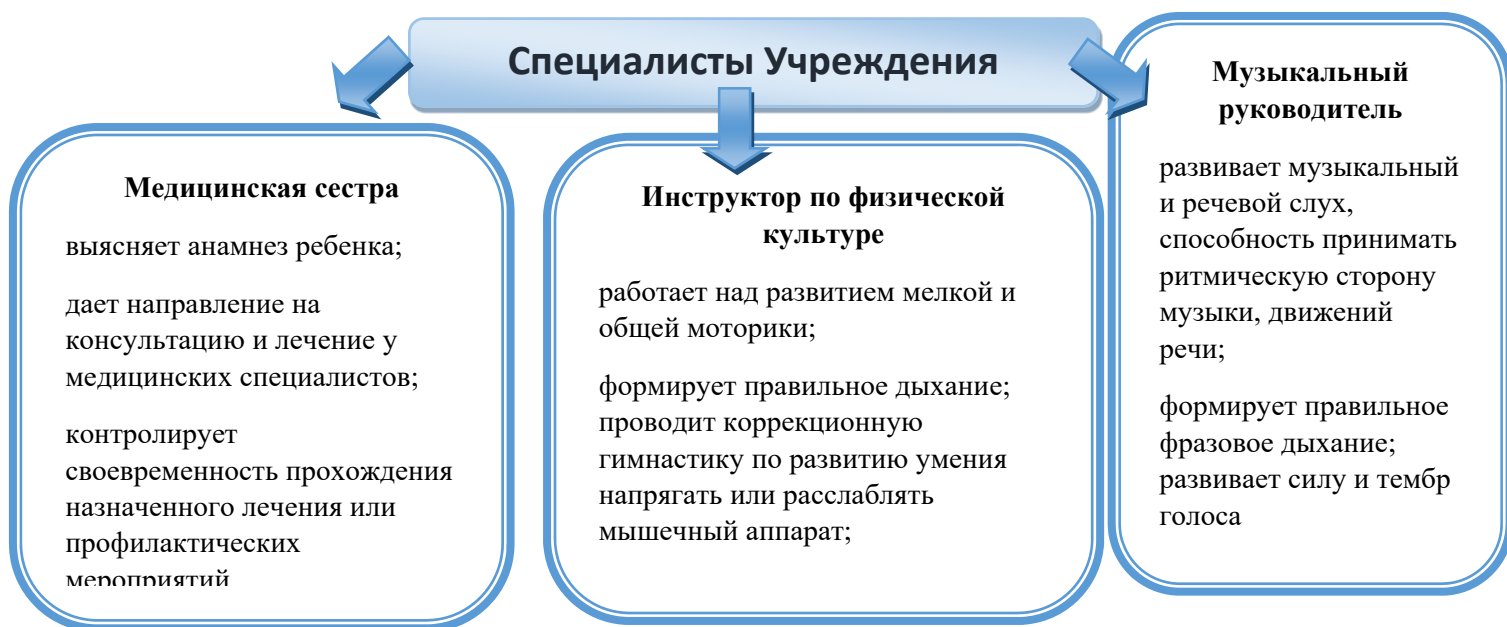 Специалисты Учреждения
Медицинская сестра
выясняет анамнез ребенка;
дает направление на
консультацию и лечение у
медицинских специалистов;
контролирует
своевременность прохождения
назначенного лечения или
профилактических
мероприятий
Инструктор по физической
культуре
работает над развитием мелкой и
общей моторики;
формирует правильное дыхание;
проводит коррекционную
гимнастику по развитию умения
напрягать или расслаблять
мышечный аппарат;
Музыкальный
руководитель
развивает музыкальный
и речевой слух,
способность принимать
ритмическую сторону
музыки, движений
речи;
формирует правильное
фразовое дыхание;
развивает силу и тембр
голоса